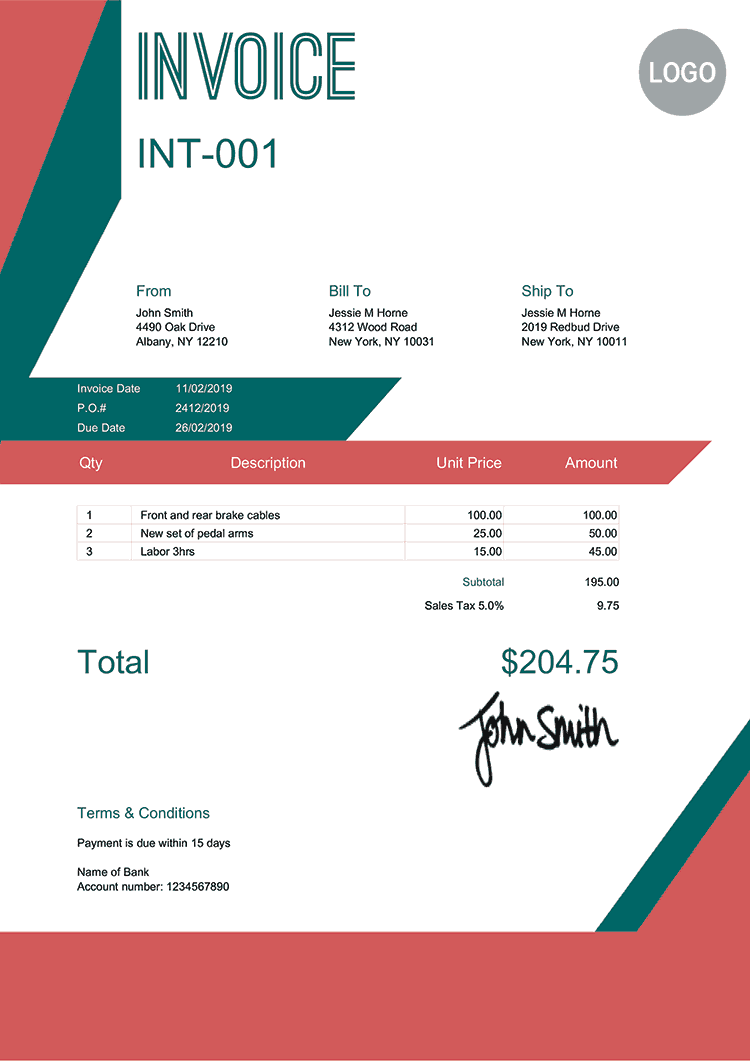 INVOICE
LOGO
INT-001
From
John Smith
4490 Oak Drive
Albany, NY 12210
Bill To
Jessie M Horne
4312 Wood Road
New York, NY 10031
Ship To
Jessie M Horne
2019 Redbud Drive
New York, NY 10011
Invoice Date 11/02/2019
P.O.# 2412/2019
Due Date 26/02/2019
Qty Description Unit Price Amount
1 Front and rear brake cables 100.00 100.00
2 New set of pedal arms 25.00 50.00
3 Labor 3hrs 15.00 45.00
Subtotal 195.00
Sales Tax 5.0% 9.75
Total $204.75
John Smith
Terms & Conditions
Payment is due within 15 days
Name of Bank
Account number: 1234567890